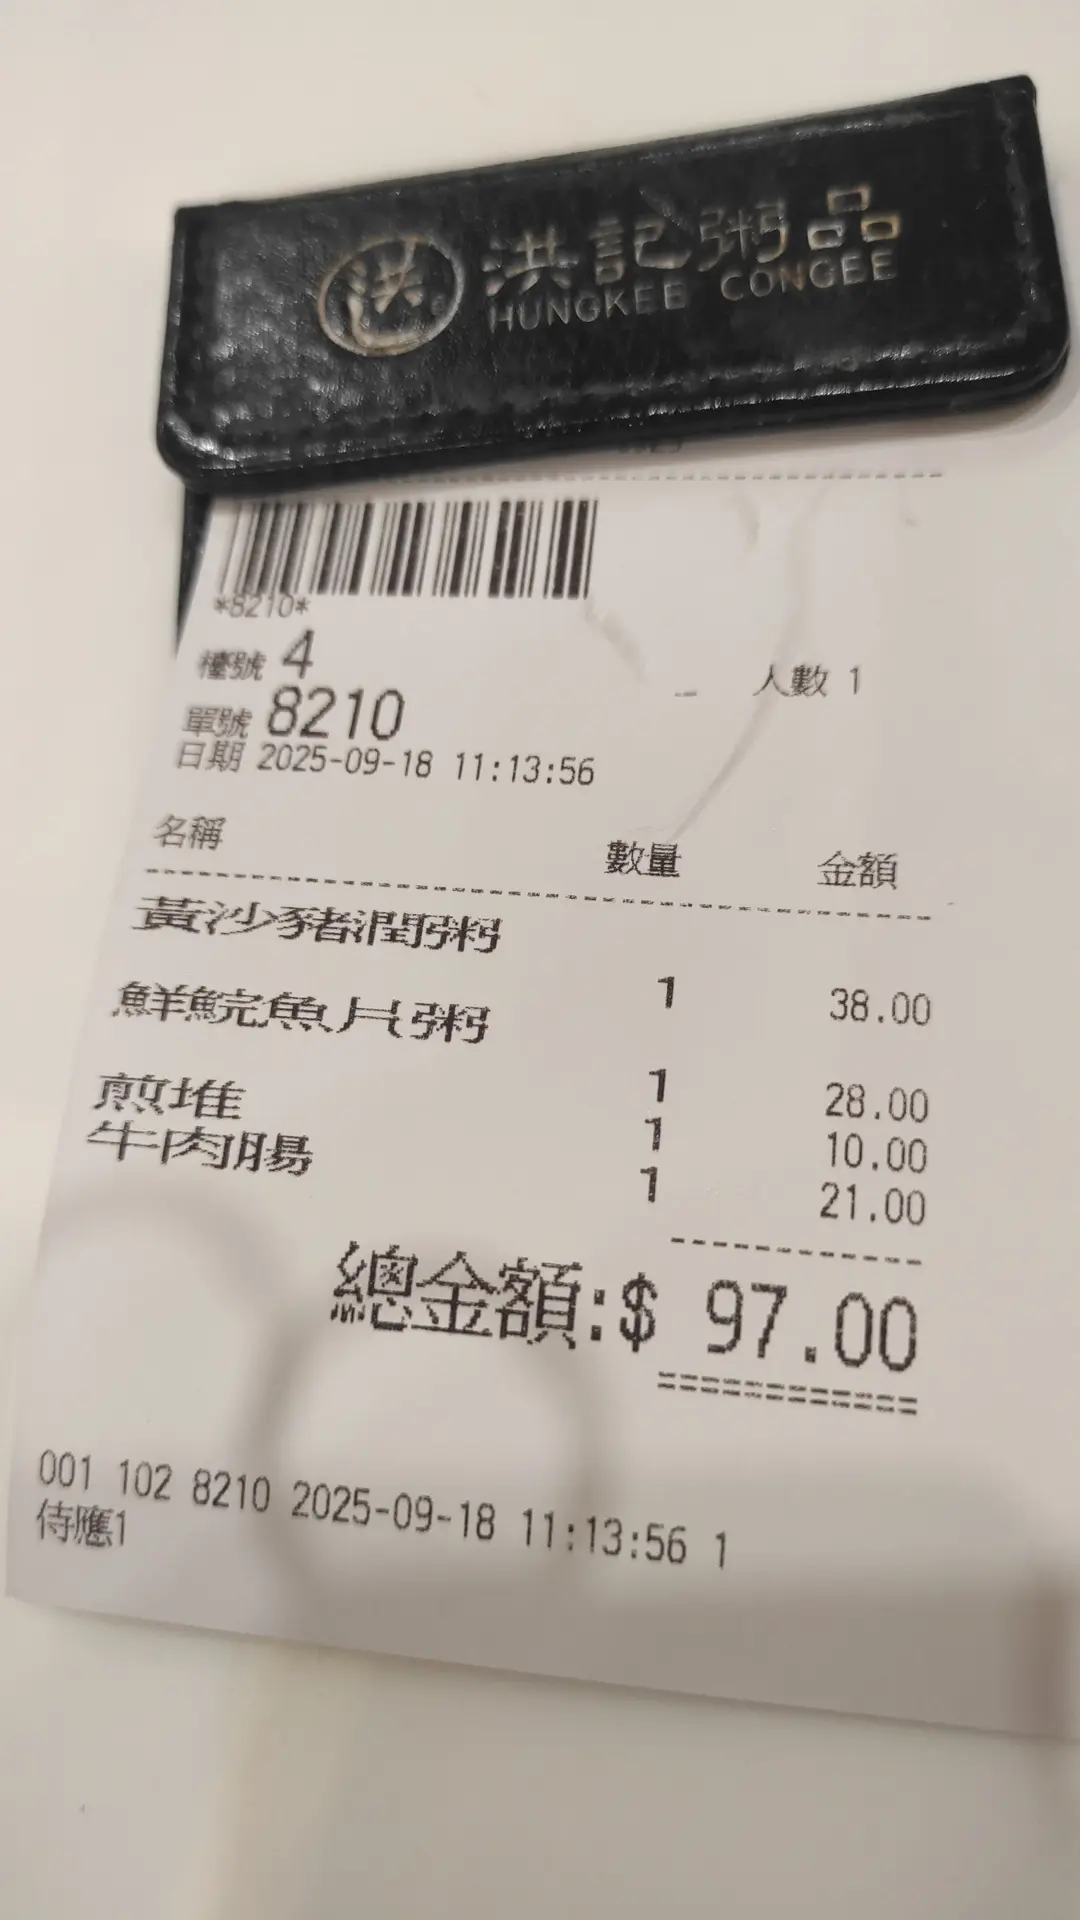 洪 洪記粥品
HUNGKEE CONGEE
*8210*
檯號 4 人數 1
單號 8210
日期 2025-09-18 11:13:56
名稱 數量 金額
黃沙豬潤粥
1 38.00
鮮鯇魚片粥
1 28.00
煎堆 1 10.00
牛肉腸 1 21.00
總金額:$ 97.00
001 102 8210 2025-09-18 11:13:56 1
侍應1